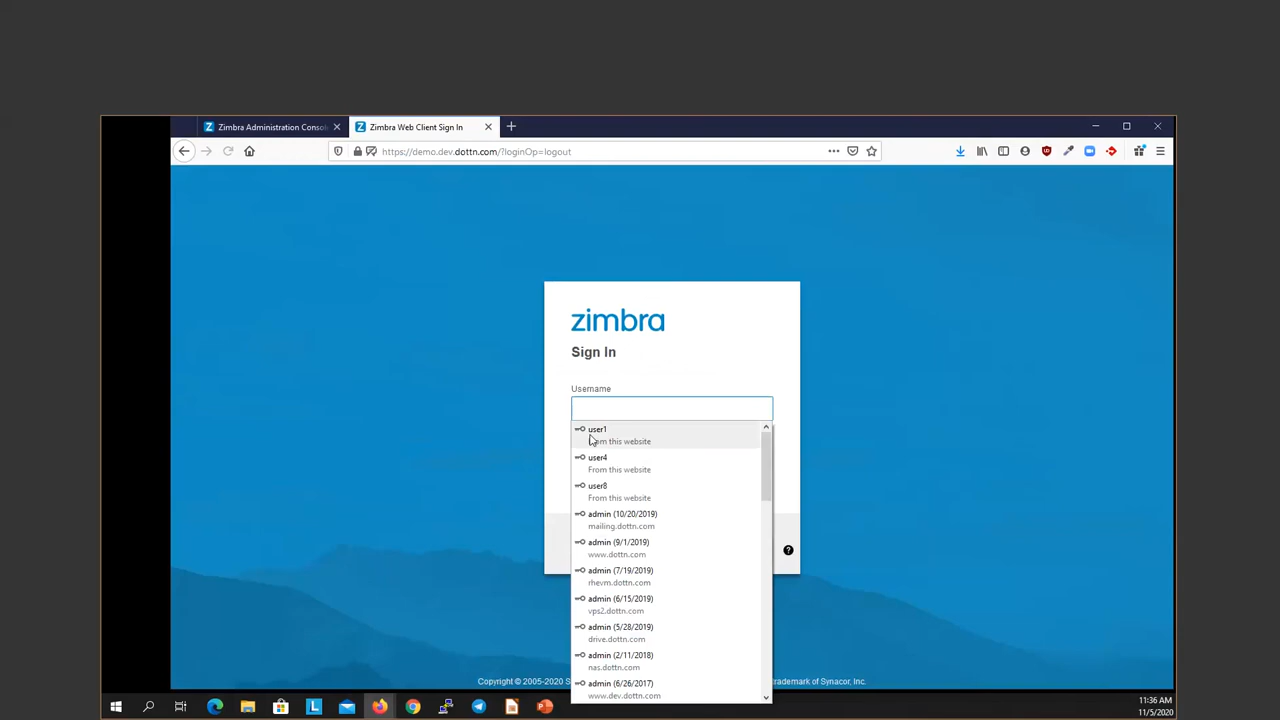 Zimbra Administration Consol
Zimbra Web Client Sign In
https://demo.dev.dottn.com/?loginOp=logout
zimbra
Sign In
Username
user1
From this website
user4
From this website
user8
From this website
admin (10/20/2019)
mailing.dottn.com
admin (9/1/2019)
www.dottn.com
admin (7/19/2019)
rhevm.dottn.com
admin (6/15/2019)
vps2.dottn.com
admin (5/28/2019)
drive.dottn.com
admin (2/11/2018)
nas.dottn.com
admin (6/26/2017)
www.dev.dottn.com
Copyright © 2005-2020 trademark of Synacor, Inc.
11:36 AM
11/5/2020